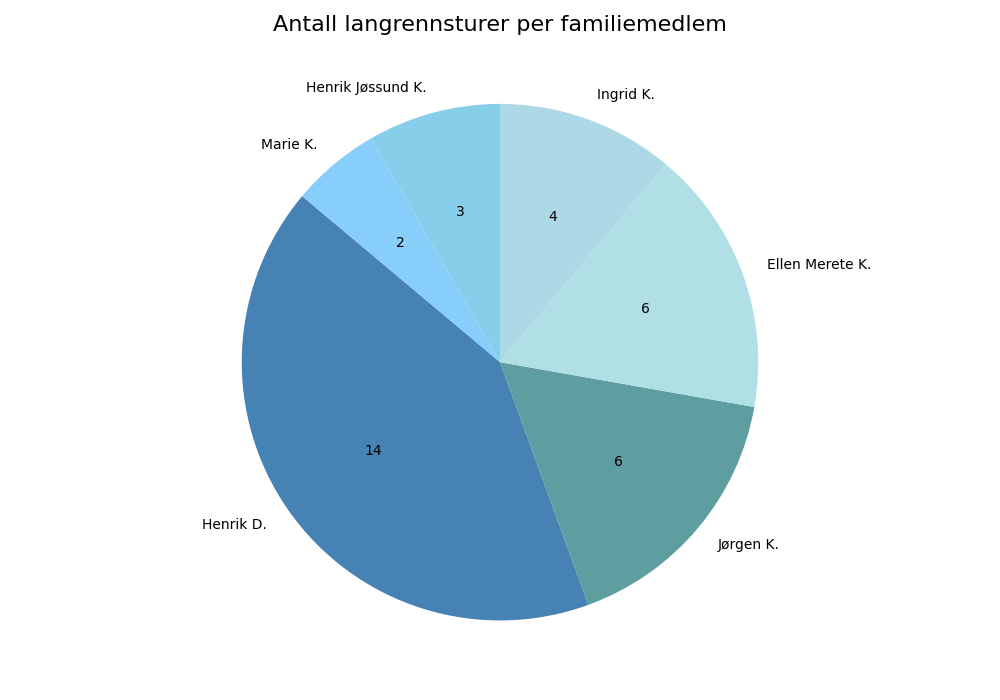 Antall langrennsturer per familiemedlem
Henrik Jøssund K.
Ingrid K.
Marie K.
3
4
2
Ellen Merete K.
6
14
6
Henrik D.
Jørgen K.